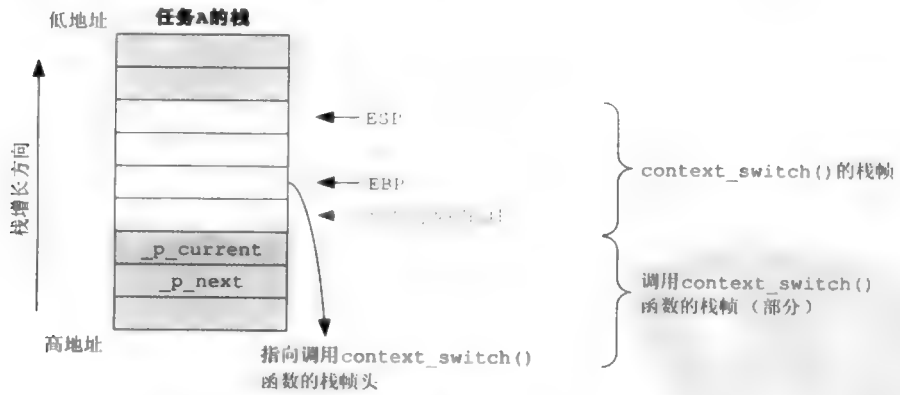 低地址
任务A的栈
栈增长方向
ESP
EBP
context_switch()的栈帧
_p_current
_p_next
调用context_switch()
函数的栈帧（部分）
高地址
指向调用context_switch()
函数的栈帧头